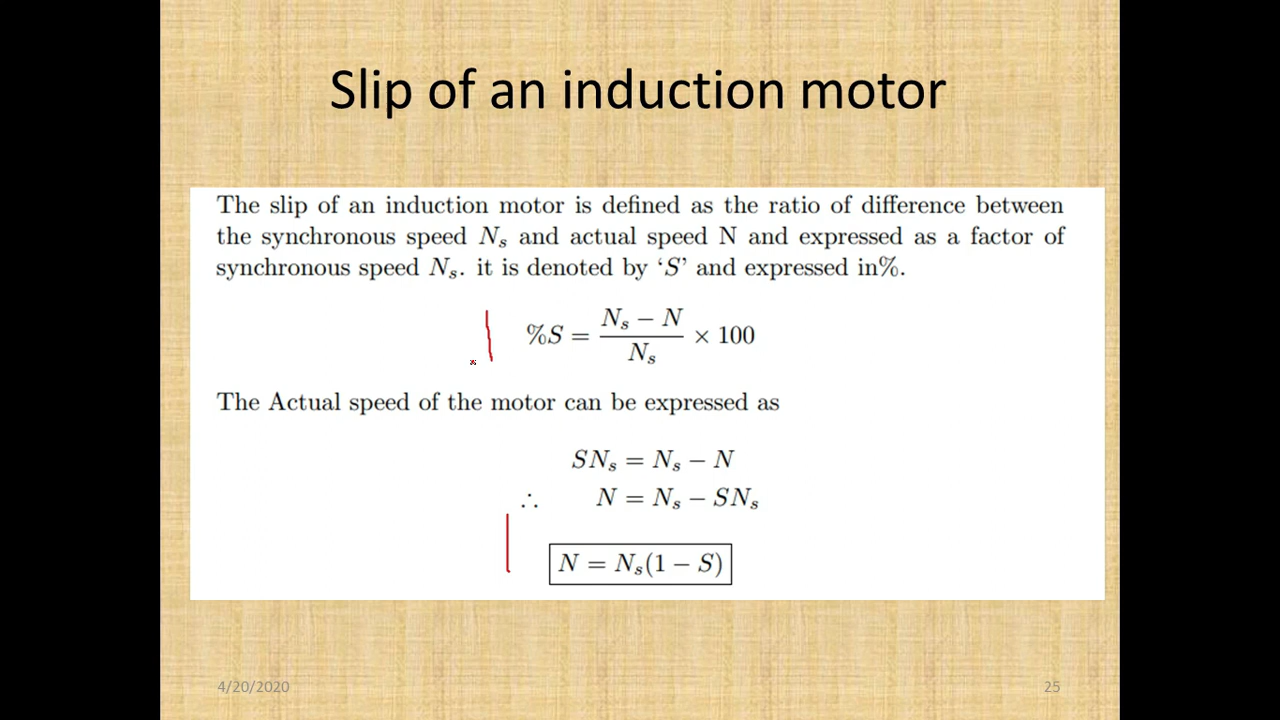 Slip of an induction motor
The slip of an induction motor is defined as the ratio of difference between
the synchronous speed Nₛ and actual speed N and expressed as a factor of
synchronous speed Nₛ. it is denoted by ‘S’ and expressed in%.
%S = (Nₛ − N) / Nₛ × 100
The Actual speed of the motor can be expressed as
SNₛ = Nₛ − N
∴ N = Nₛ − SNₛ
N = Nₛ(1 − S)
4/20/2020
25